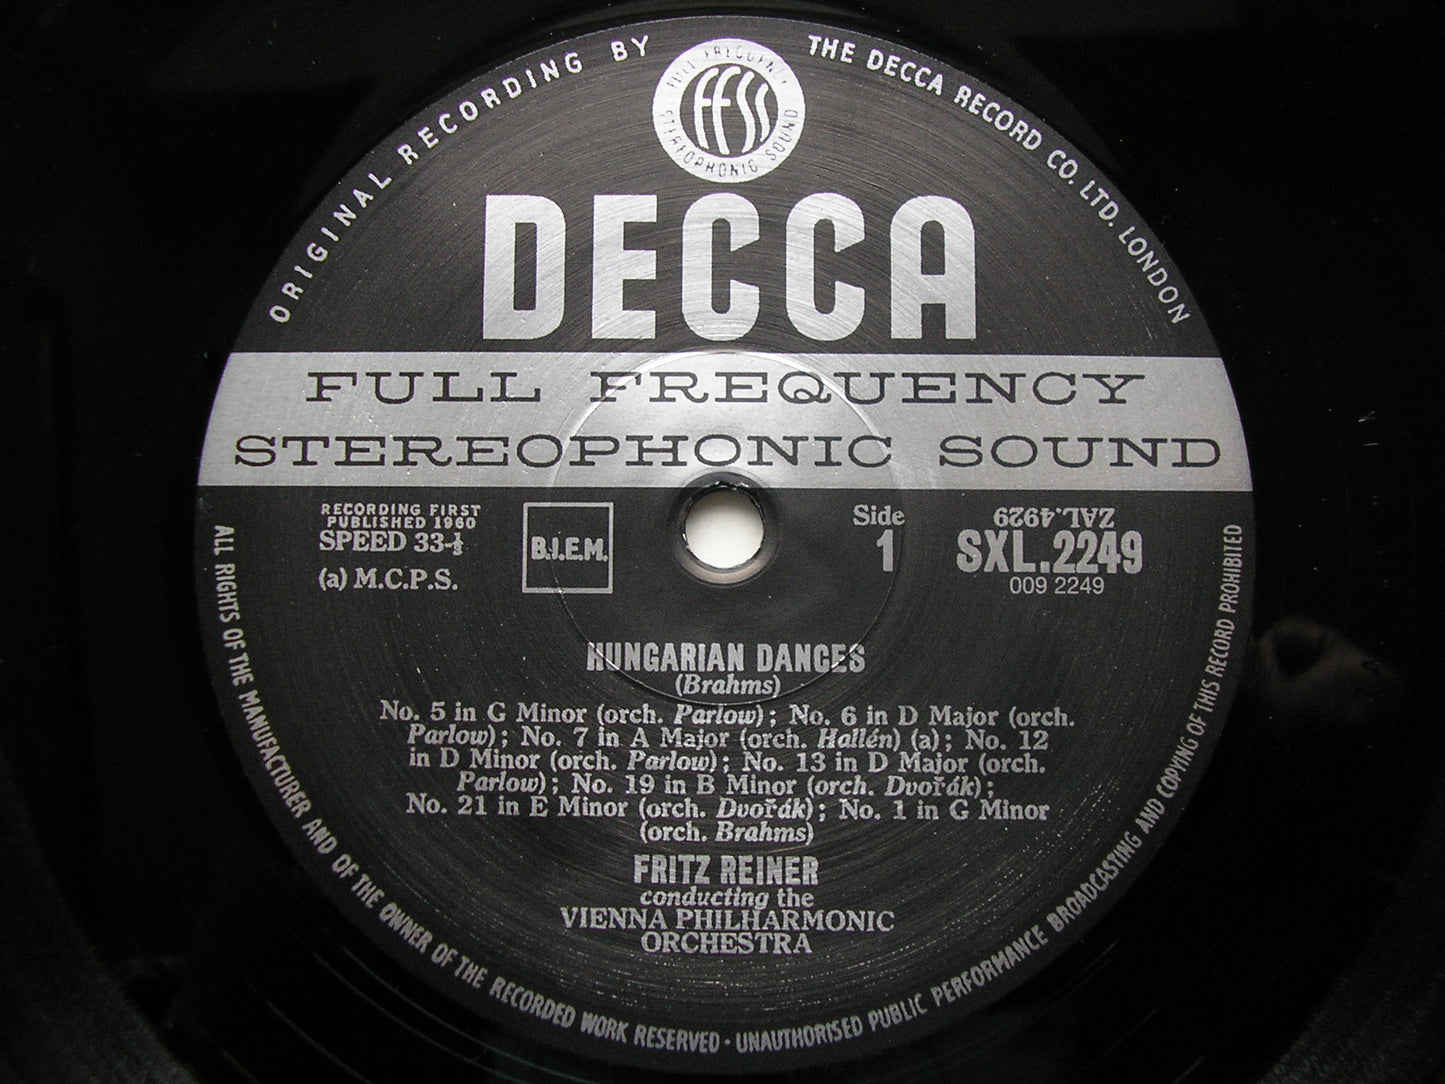 ORIGINAL RECORDING BY THE DECCA RECORD CO. LTD. LONDON
FULL FREQUENCY
ffss
STEREOPHONIC SOUND
DECCA
FULL FREQUENCY
STEREOPHONIC SOUND
RECORDING FIRST
PUBLISHED 1960
SPEED 33-⅓
(a) M.C.P.S.
B.I.E.M.
Side
1
ZAL.4929
SXL.2249
009 2249
HUNGARIAN DANCES
(Brahms)
No. 5 in G Minor (orch. Parlow); No. 6 in D Major (orch.
Parlow); No. 7 in A Major (orch. Hallén) (a); No. 12
in D Minor (orch. Parlow); No. 13 in D Major (orch.
Parlow); No. 19 in B Minor (orch. Dvořák);
No. 21 in E Minor (orch. Dvořák); No. 1 in G Minor
(orch. Brahms)
FRITZ REINER
conducting the
VIENNA PHILHARMONIC
ORCHESTRA
ALL RIGHTS OF THE MANUFACTURER AND OF THE OWNER OF THE RECORDED WORK RESERVED · UNAUTHORISED PUBLIC PERFORMANCE BROADCASTING AND COPYING OF THIS RECORD PROHIBITED